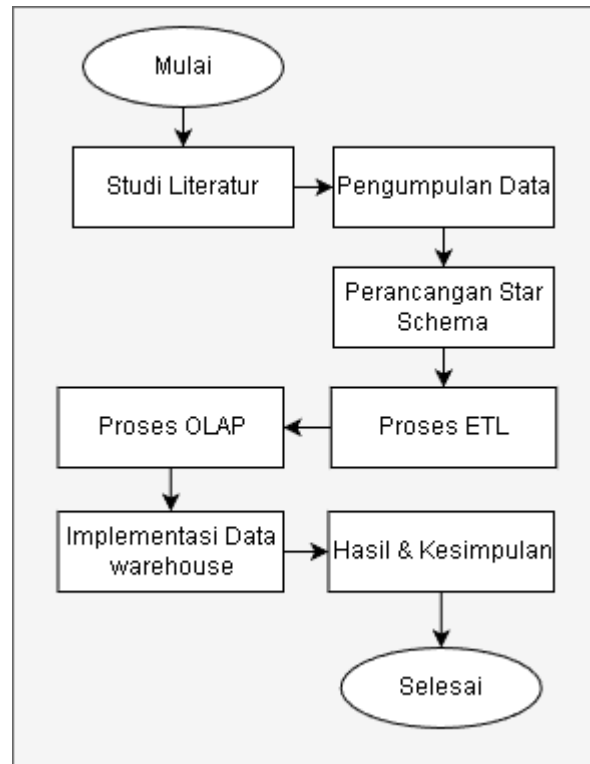 Mulai
Studi Literatur
Pengumpulan Data
Perancangan Star
Schema
Proses ETL
Proses OLAP
Implementasi Data
warehouse
Hasil & Kesimpulan
Selesai